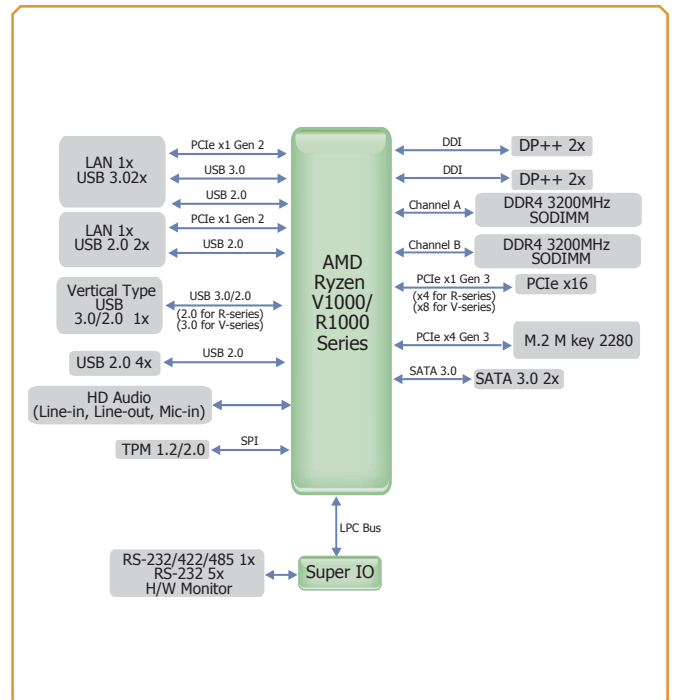 LAN 1x
USB 3.02x
PCIe x1 Gen 2
USB 3.0
USB 2.0
LAN 1x
USB 2.0 2x
PCIe x1 Gen 2
USB 2.0
Vertical Type
USB
3.0/2.0 1x
USB 3.0/2.0
(2.0 for R-series)
(3.0 for V-series)
USB 2.0 4x
USB 2.0
HD Audio
(Line-in, Line-out, Mic-in)
TPM 1.2/2.0
SPI
AMD
Ryzen
V1000/
R1000
Series
DDI
DP++ 2x
DDI
DP++ 2x
Channel A
DDR4 3200MHz
SODIMM
Channel B
DDR4 3200MHz
SODIMM
PCIe x1 Gen 3
(x4 for R-series)
(x8 for V-series)
PCIe x16
PCIe x4 Gen 3
M.2 M key 2280
SATA 3.0
SATA 3.0 2x
LPC Bus
RS-232/422/485 1x
RS-232 5x
H/W Monitor
Super IO